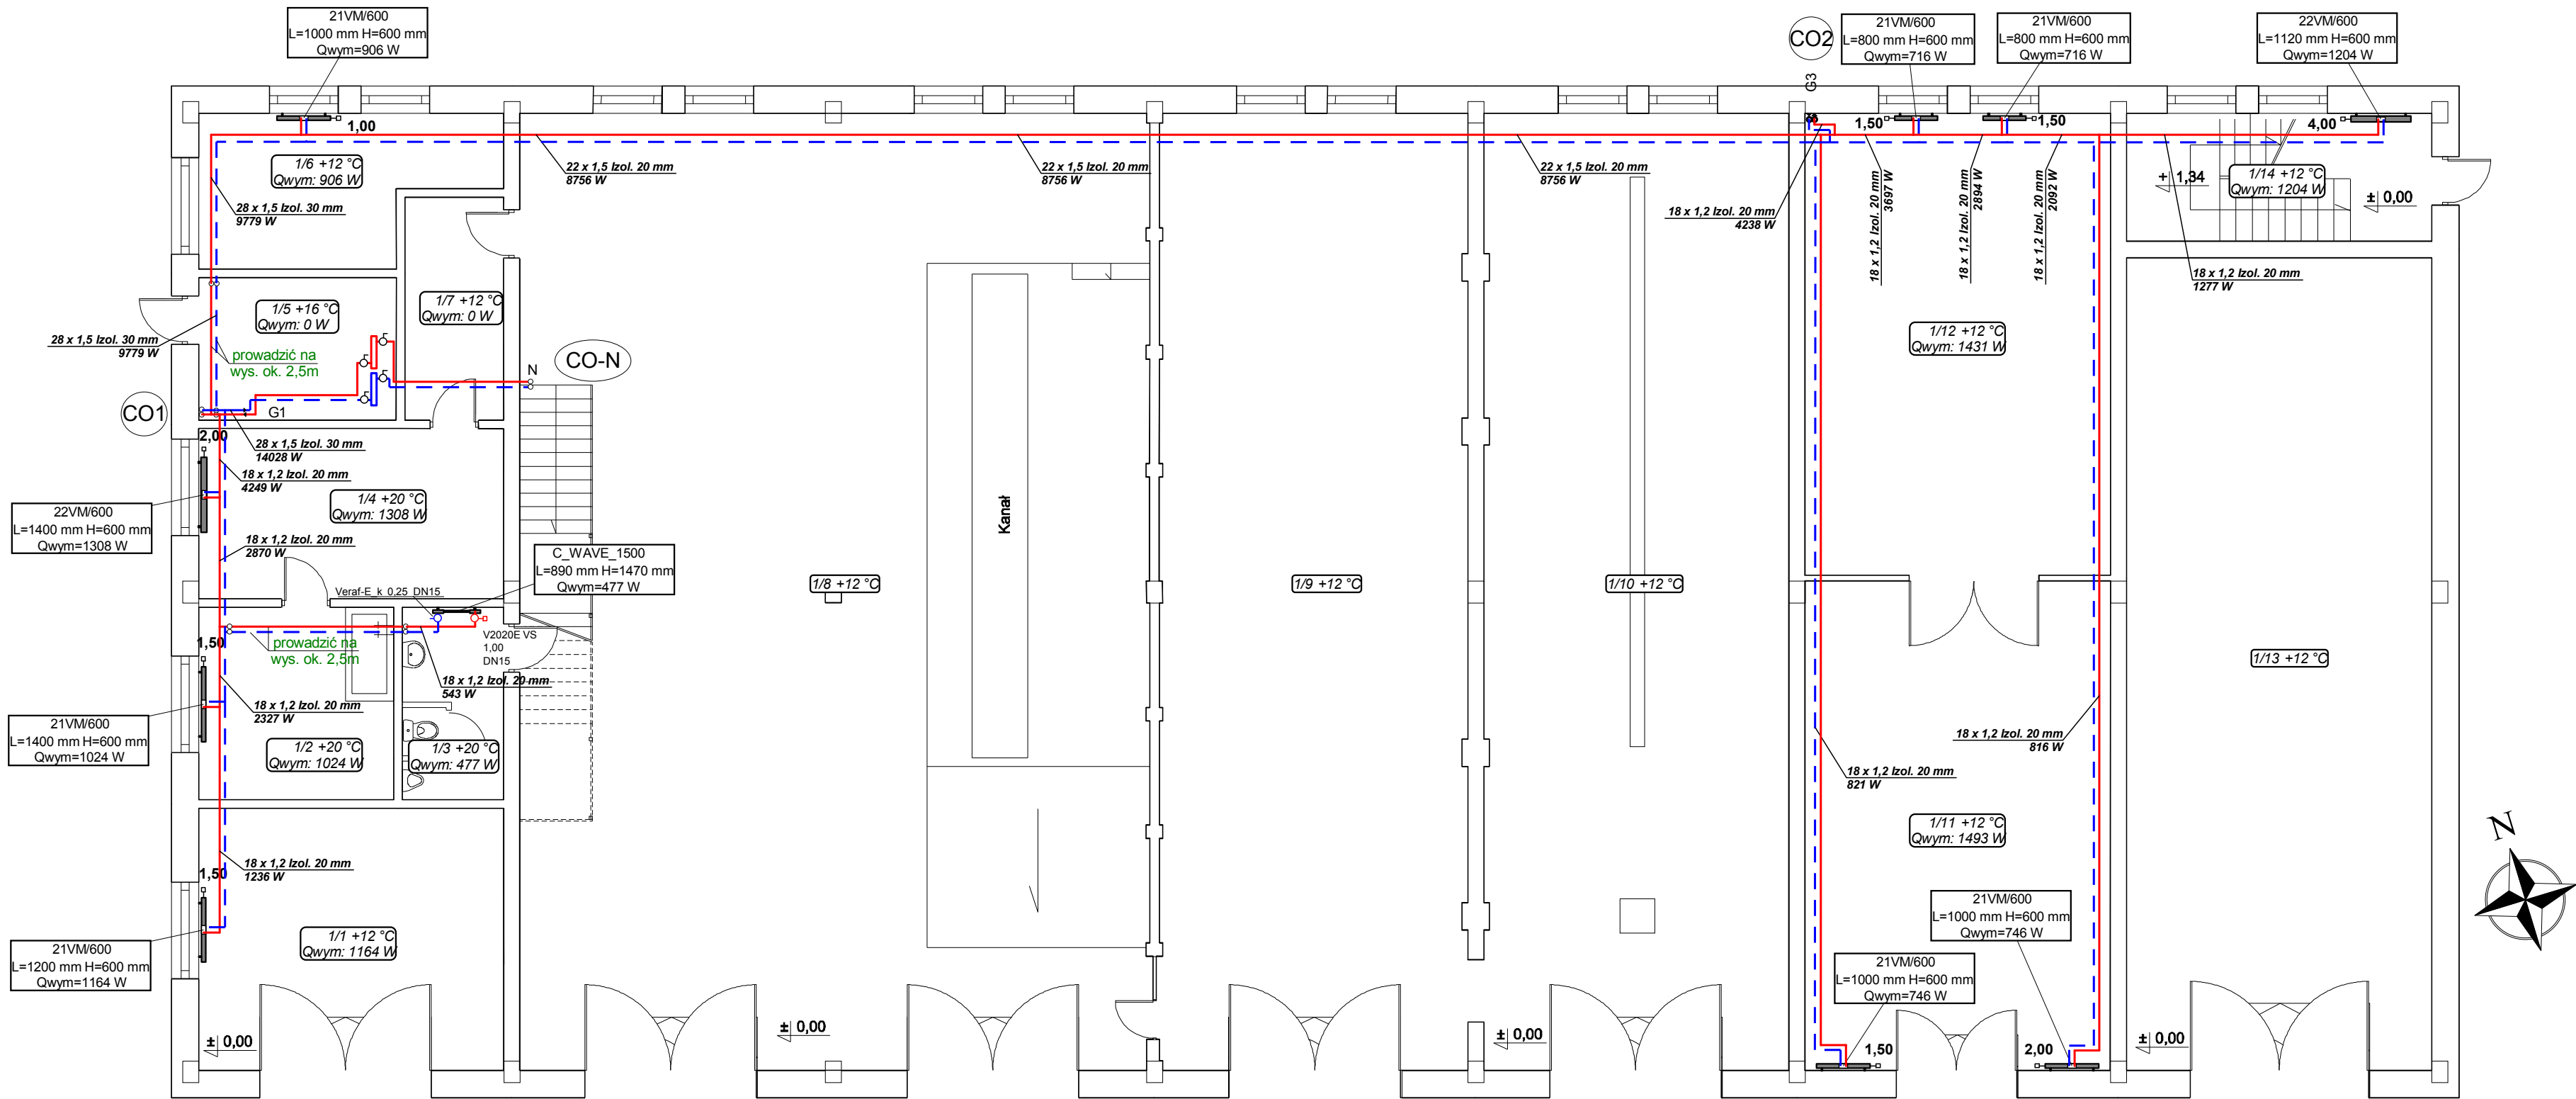 21VM/600
L=1000 mm H=600 mm
Qwym=906 W
CO2
G3
21VM/600
L=800 mm H=600 mm
Qwym=716 W
21VM/600
L=800 mm H=600 mm
Qwym=716 W
22VM/600
L=1120 mm H=600 mm
Qwym=1204 W
1,00
1,50
1,50
4,00
1/6 +12 °C
Qwym: 906 W
22 x 1,5 Izol. 20 mm
8756 W
22 x 1,5 Izol. 20 mm
8756 W
22 x 1,5 Izol. 20 mm
8756 W
28 x 1,5 Izol. 30 mm
9779 W
18 x 1,2 Izol. 20 mm
4238 W
18 x 1,2 Izol. 20 mm
3697 W
18 x 1,2 Izol. 20 mm
2894 W
18 x 1,2 Izol. 20 mm
2092 W
+ 1,34
1/14 +12 °C
Qwym: 1204 W
± 0,00
18 x 1,2 Izol. 20 mm
1277 W
1/5 +16 °C
Qwym: 0 W
1/7 +12 °C
Qwym: 0 W
28 x 1,5 Izol. 30 mm
9779 W
prowadzić na
wys. ok. 2,5m
CO-N
N
1/12 +12 °C
Qwym: 1431 W
CO1
G1
2,00
28 x 1,5 Izol. 30 mm
14028 W
18 x 1,2 Izol. 20 mm
4249 W
1/4 +20 °C
Qwym: 1308 W
22VM/600
L=1400 mm H=600 mm
Qwym=1308 W
18 x 1,2 Izol. 20 mm
2870 W
Kanał
C_WAVE_1500
L=890 mm H=1470 mm
Qwym=477 W
Veraf-E_k 0,25 DN15
1/8 +12 °C
1/9 +12 °C
1/10 +12 °C
1,50
prowadzić na
wys. ok. 2,5m
V2020E VS
1,00
DN15
18 x 1,2 Izol. 20 mm
543 W
1/13 +12 °C
18 x 1,2 Izol. 20 mm
2327 W
21VM/600
L=1400 mm H=600 mm
Qwym=1024 W
1/2 +20 °C
Qwym: 1024 W
1/3 +20 °C
Qwym: 477 W
18 x 1,2 Izol. 20 mm
816 W
18 x 1,2 Izol. 20 mm
821 W
1/11 +12 °C
Qwym: 1493 W
N
18 x 1,2 Izol. 20 mm
1236 W
1,50
21VM/600
L=1000 mm H=600 mm
Qwym=746 W
1/1 +12 °C
Qwym: 1164 W
21VM/600
L=1200 mm H=600 mm
Qwym=1164 W
21VM/600
L=1000 mm H=600 mm
Qwym=746 W
± 0,00
± 0,00
± 0,00
1,50
2,00
± 0,00